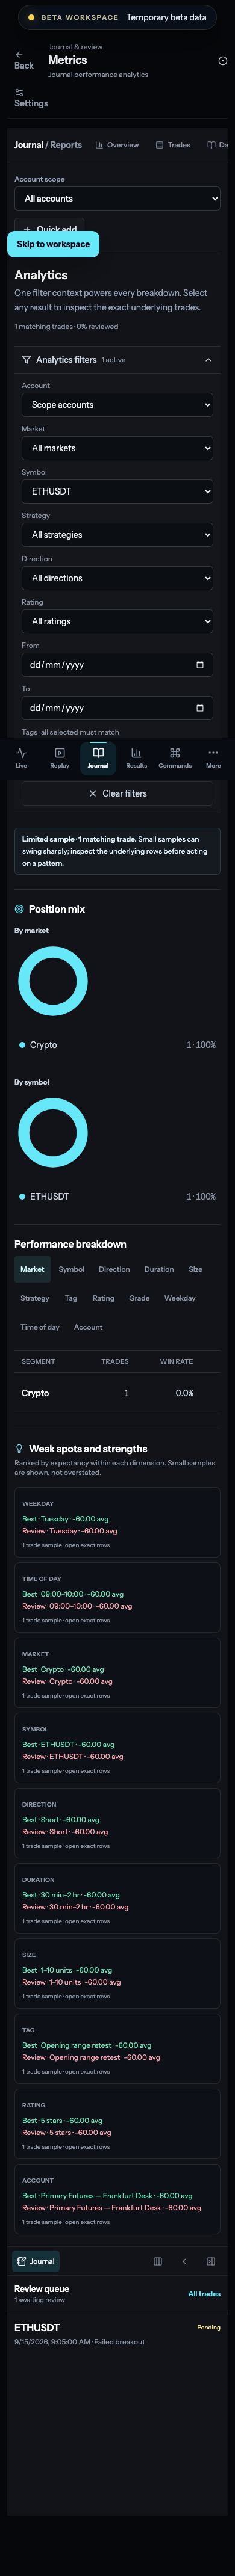 BETA WORKSPACE Temporary beta data
Journal & review
Back
Metrics
Journal performance analytics
Settings
Journal / Reports Overview Trades Da
Account scope
All accounts
Quick add
Skip to workspace
Analytics
One filter context powers every breakdown. Select
any result to inspect the exact underlying trades.
1 matching trades · 0% reviewed
Analytics filters 1 active
Account
Scope accounts
Market
All markets
Symbol
ETHUSDT
Strategy
All strategies
Direction
All directions
Rating
All ratings
From
dd/mm/yyyy
To
dd/mm/yyyy
Tags · all selected must match
Live Replay Journal Results Commands More
Clear filters
Limited sample · 1 matching trade. Small samples can
swing sharply; inspect the underlying rows before acting
on a pattern.
Position mix
By market
Crypto 1 · 100%
By symbol
ETHUSDT 1 · 100%
Performance breakdown
Market Symbol Direction Duration Size
Strategy Tag Rating Grade Weekday
Time of day Account
SEGMENT TRADES WIN RATE
Crypto 1 0.0%
Weak spots and strengths
Ranked by expectancy within each dimension. Small samples
are shown, not overstated.
WEEKDAY
Best · Tuesday · -60.00 avg
Review · Tuesday · -60.00 avg
1 trade sample · open exact rows
TIME OF DAY
Best · 09:00–10:00 · -60.00 avg
Review · 09:00–10:00 · -60.00 avg
1 trade sample · open exact rows
MARKET
Best · Crypto · -60.00 avg
Review · Crypto · -60.00 avg
1 trade sample · open exact rows
SYMBOL
Best · ETHUSDT · -60.00 avg
Review · ETHUSDT · -60.00 avg
1 trade sample · open exact rows
DIRECTION
Best · Short · -60.00 avg
Review · Short · -60.00 avg
1 trade sample · open exact rows
DURATION
Best · 30 min–2 hr · -60.00 avg
Review · 30 min–2 hr · -60.00 avg
1 trade sample · open exact rows
SIZE
Best · 1–10 units · -60.00 avg
Review · 1–10 units · -60.00 avg
1 trade sample · open exact rows
TAG
Best · Opening range retest · -60.00 avg
Review · Opening range retest · -60.00 avg
1 trade sample · open exact rows
RATING
Best · 5 stars · -60.00 avg
Review · 5 stars · -60.00 avg
1 trade sample · open exact rows
ACCOUNT
Best · Primary Futures — Frankfurt Desk · -60.00 avg
Review · Primary Futures — Frankfurt Desk · -60.00 avg
1 trade sample · open exact rows
Journal
Review queue
1 awaiting review
All trades
ETHUSDT Pending
9/15/2026, 9:05:00 AM · Failed breakout